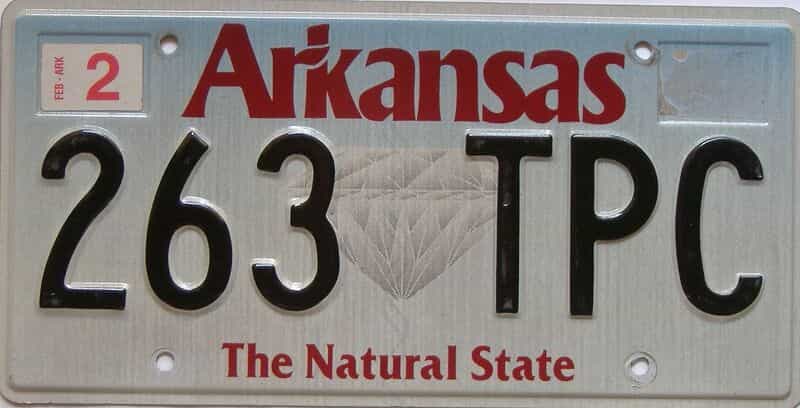 FEB - ARK 2
Arkansas
263 TPC
The Natural State